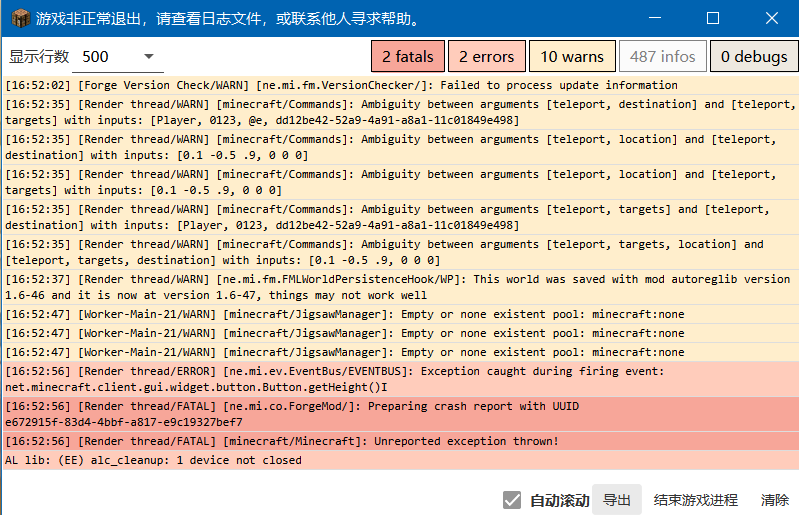 游戏非正常退出，请查看日志文件，或联系他人寻求帮助。
显示行数 500 2 fatals 2 errors 10 warns 487 infos 0 debugs
[16:52:02] [Forge Version Check/WARN] [ne.mi.fm.VersionChecker/]: Failed to process update information
[16:52:35] [Render thread/WARN] [minecraft/Commands]: Ambiguity between arguments [teleport, destination] and [teleport,
targets] with inputs: [Player, 0123, @e, dd12be42-52a9-4a91-a8a1-11c01849e498]
[16:52:35] [Render thread/WARN] [minecraft/Commands]: Ambiguity between arguments [teleport, location] and [teleport,
destination] with inputs: [0.1 -0.5 .9, 0 0 0]
[16:52:35] [Render thread/WARN] [minecraft/Commands]: Ambiguity between arguments [teleport, location] and [teleport,
targets] with inputs: [0.1 -0.5 .9, 0 0 0]
[16:52:35] [Render thread/WARN] [minecraft/Commands]: Ambiguity between arguments [teleport, targets] and [teleport,
destination] with inputs: [Player, 0123, dd12be42-52a9-4a91-a8a1-11c01849e498]
[16:52:35] [Render thread/WARN] [minecraft/Commands]: Ambiguity between arguments [teleport, targets, location] and
[teleport, targets, destination] with inputs: [0.1 -0.5 .9, 0 0 0]
[16:52:37] [Render thread/WARN] [ne.mi.fm.FMLWorldPersistenceHook/WP]: This world was saved with mod autoreglib version
1.6-46 and it is now at version 1.6-47, things may not work well
[16:52:47] [Worker-Main-21/WARN] [minecraft/JigsawManager]: Empty or none existent pool: minecraft:none
[16:52:47] [Worker-Main-21/WARN] [minecraft/JigsawManager]: Empty or none existent pool: minecraft:none
[16:52:47] [Worker-Main-21/WARN] [minecraft/JigsawManager]: Empty or none existent pool: minecraft:none
[16:52:56] [Render thread/ERROR] [ne.mi.ev.EventBus/EVENTBUS]: Exception caught during firing event:
net.minecraft.client.gui.widget.button.Button.getHeight()I
[16:52:56] [Render thread/FATAL] [ne.mi.co.ForgeMod/]: Preparing crash report with UUID
e672915f-83d4-4bbf-a817-e9c19327bef7
[16:52:56] [Render thread/FATAL] [minecraft/Minecraft]: Unreported exception thrown!
AL lib: (EE) alc_cleanup: 1 device not closed
自动滚动 导出 结束游戏进程 清除